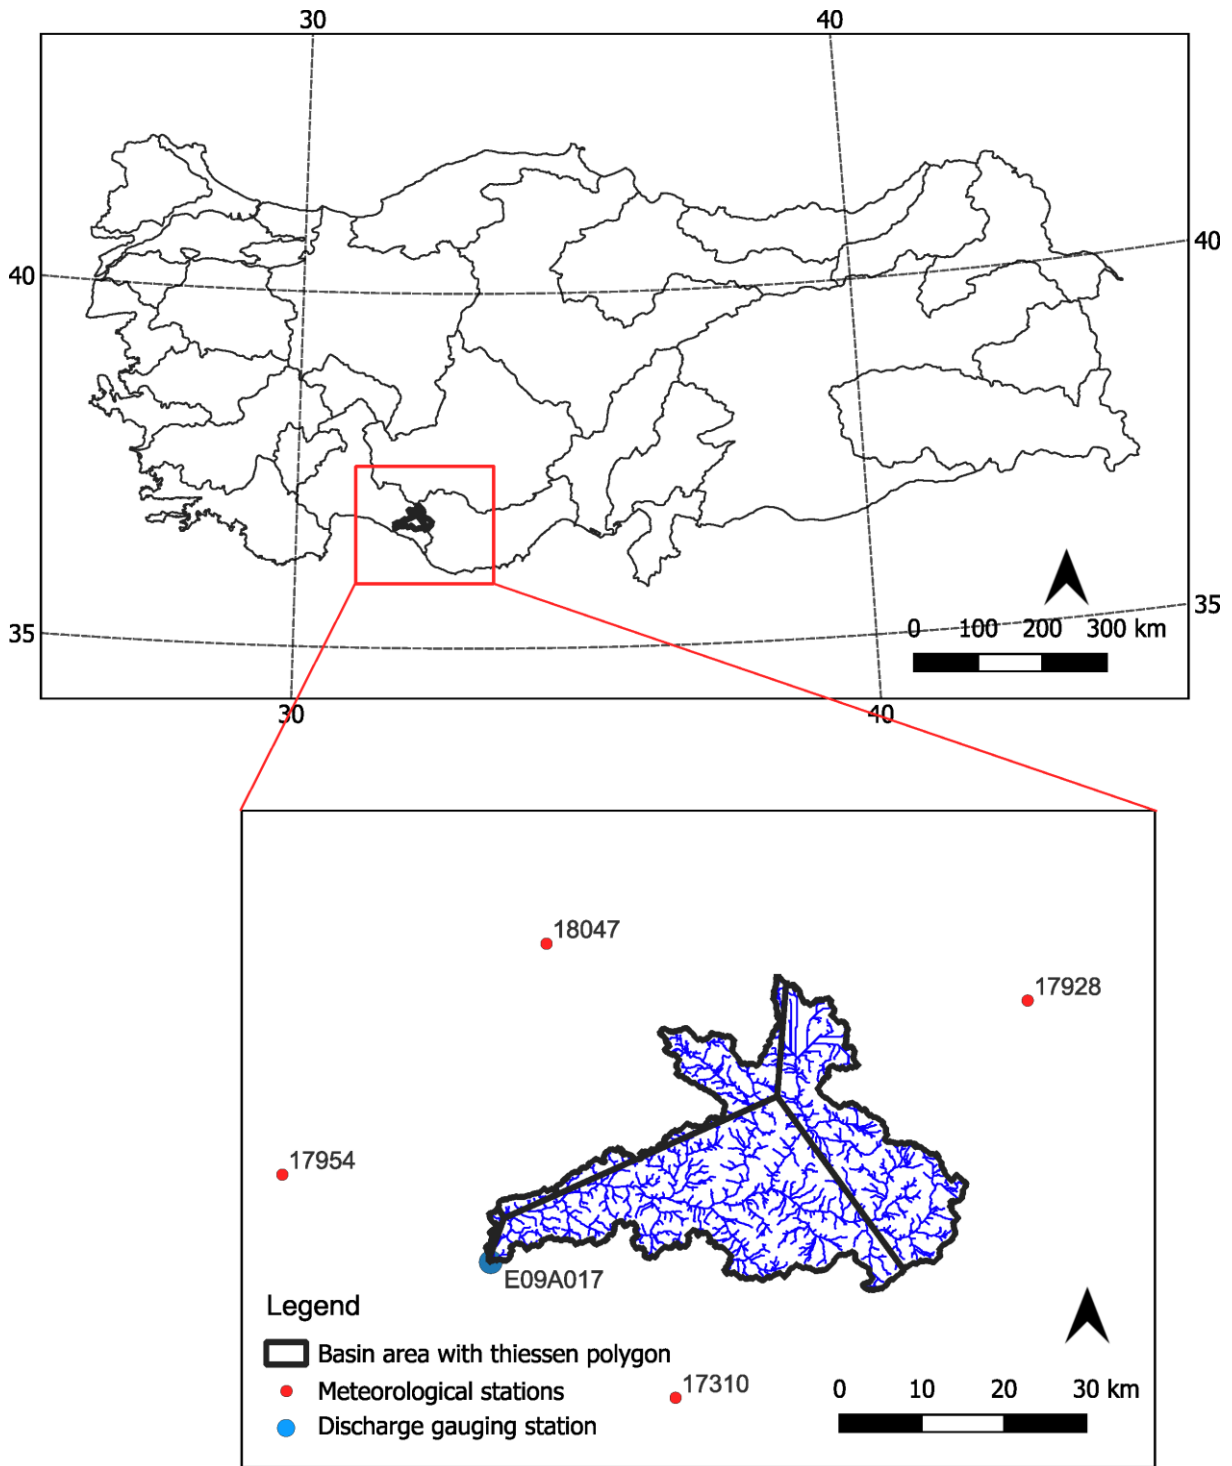 30 40
40
40
35
35
0 100 200 300 km
30 40
18047
17928
17954
E09A017
Legend
Basin area with thiessen polygon
Meteorological stations
Discharge gauging station
17310
0 10 20 30 km